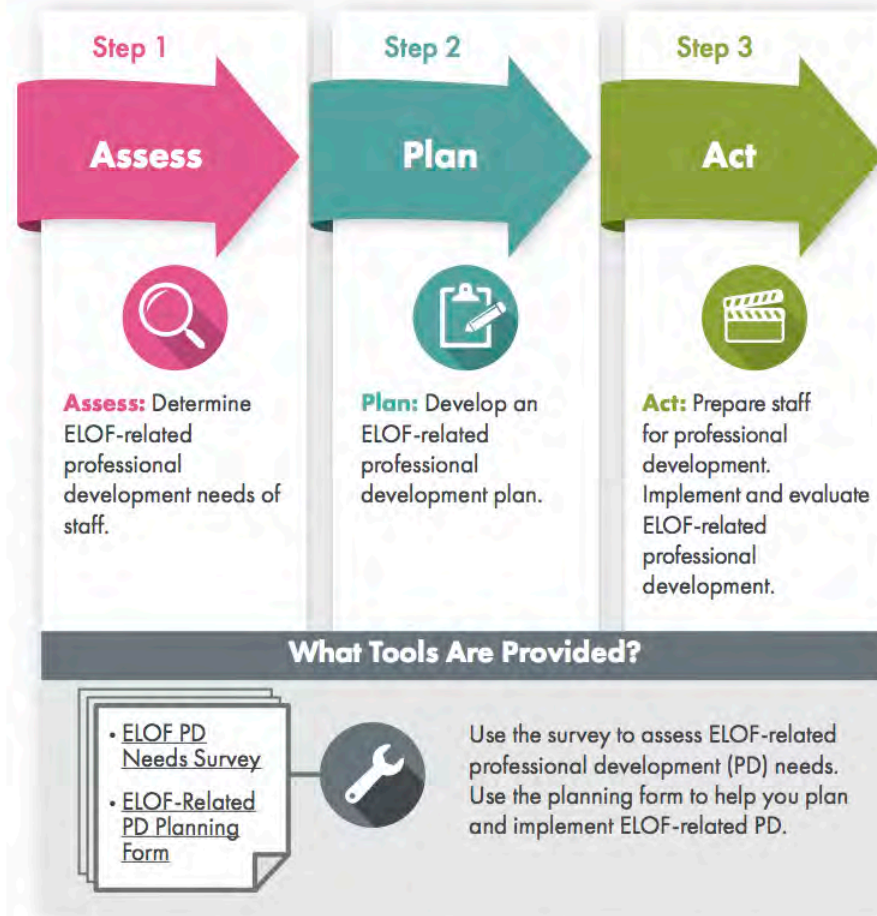 Step 1
Assess
Assess: Determine
ELOF-related
professional
development needs of
staff.
Step 2
Plan
Plan: Develop an
ELOF-related
professional
development plan.
Step 3
Act
Act: Prepare staff
for professional
development.
Implement and evaluate
ELOF-related
professional
development.
What Tools Are Provided?
• ELOF PD
Needs Survey
• ELOF-Related
PD Planning
Form
Use the survey to assess ELOF-related
professional development (PD) needs.
Use the planning form to help you plan
and implement ELOF-related PD.